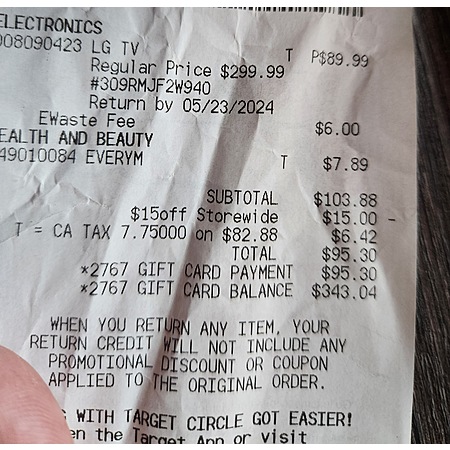 ELECTRONICS
008090423 LG TV T P$89.99
Regular Price $299.99
#309RMJF2W940
Return by 05/23/2024
EWaste Fee $6.00
EALTH AND BEAUTY
49010084 EVERYM T $7.89
SUBTOTAL $103.88
$15off Storewide $15.00 -
T = CA TAX 7.75000 on $82.88 $6.42
TOTAL $95.30
*2767 GIFT CARD PAYMENT $95.30
*2767 GIFT CARD BALANCE $343.04
WHEN YOU RETURN ANY ITEM, YOUR
RETURN CREDIT WILL NOT INCLUDE ANY
PROMOTIONAL DISCOUNT OR COUPON
APPLIED TO THE ORIGINAL ORDER.
WITH TARGET CIRCLE GOT EASIER!
en the Target App or visit